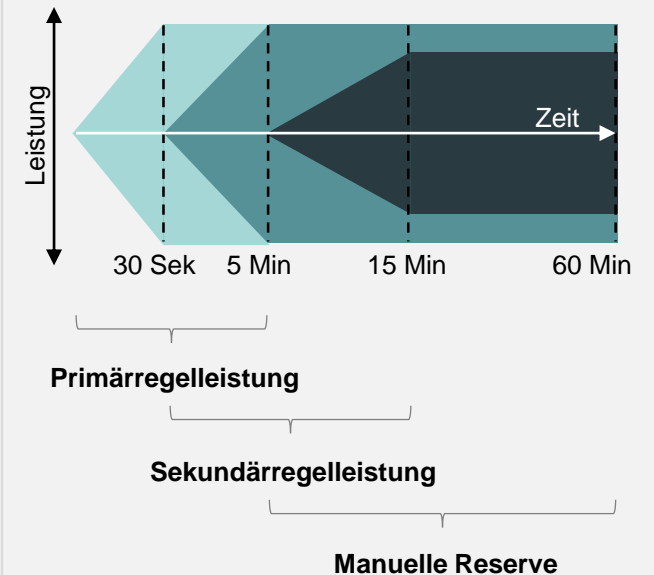 Leistung
Zeit
30 Sek 5 Min 15 Min 60 Min
Primärregelleistung
Sekundärregelleistung
Manuelle Reserve